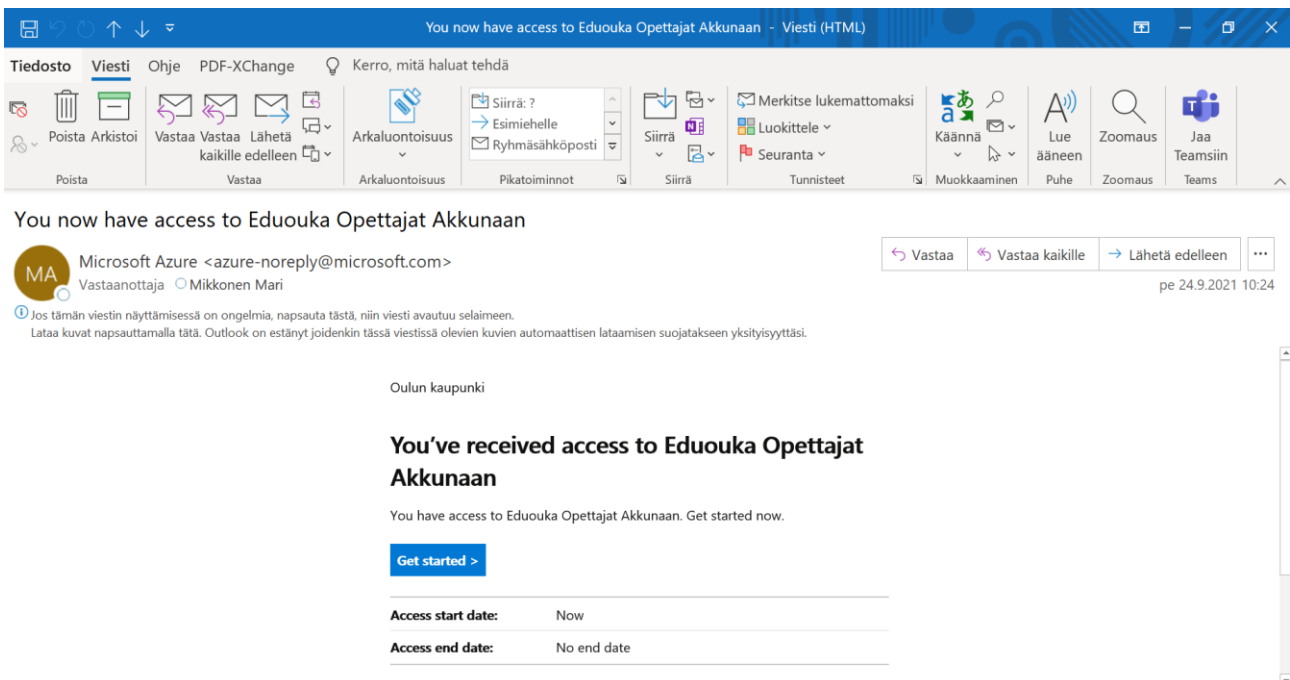 You now have access to Eduouka Opettajat Akkunaan - Viesti (HTML)
Tiedosto Viesti Ohje PDF-XChange Kerro, mitä haluat tehdä
Poista Arkistoi
Vastaa Vastaa kaikille Lähetä edelleen
Arkaluontoisuus
Siirrä: ?
Esimiehelle
Ryhmäsähköposti
Siirrä
Merkitse lukemattomaksi
Luokittele
Seuranta
Käännä
Lue ääneen
Zoomaus
Jaa Teamsiin
Poista Vastaa Arkaluontoisuus Pikatoiminnot Siirrä Tunnisteet Muokkaaminen Puhe Zoomaus Teams
You now have access to Eduouka Opettajat Akkunaan
MA
Microsoft Azure <azure-noreply@microsoft.com>
Vastaanottaja Mikkonen Mari
Vastaa Vastaa kaikille Lähetä edelleen
pe 24.9.2021 10:24
Jos tämän viestin näyttämisessä on ongelmia, napsauta tästä, niin viesti avautuu selaimeen.
Lataa kuvat napsauttamalla tätä. Outlook on estänyt joidenkin tässä viestissä olevien kuvien automaattisen lataamisen suojatakseen yksityisyyttäsi.
Oulun kaupunki
You've received access to Eduouka Opettajat
Akkunaan
You have access to Eduouka Opettajat Akkunaan. Get started now.
Get started >
Access start date: Now
Access end date: No end date